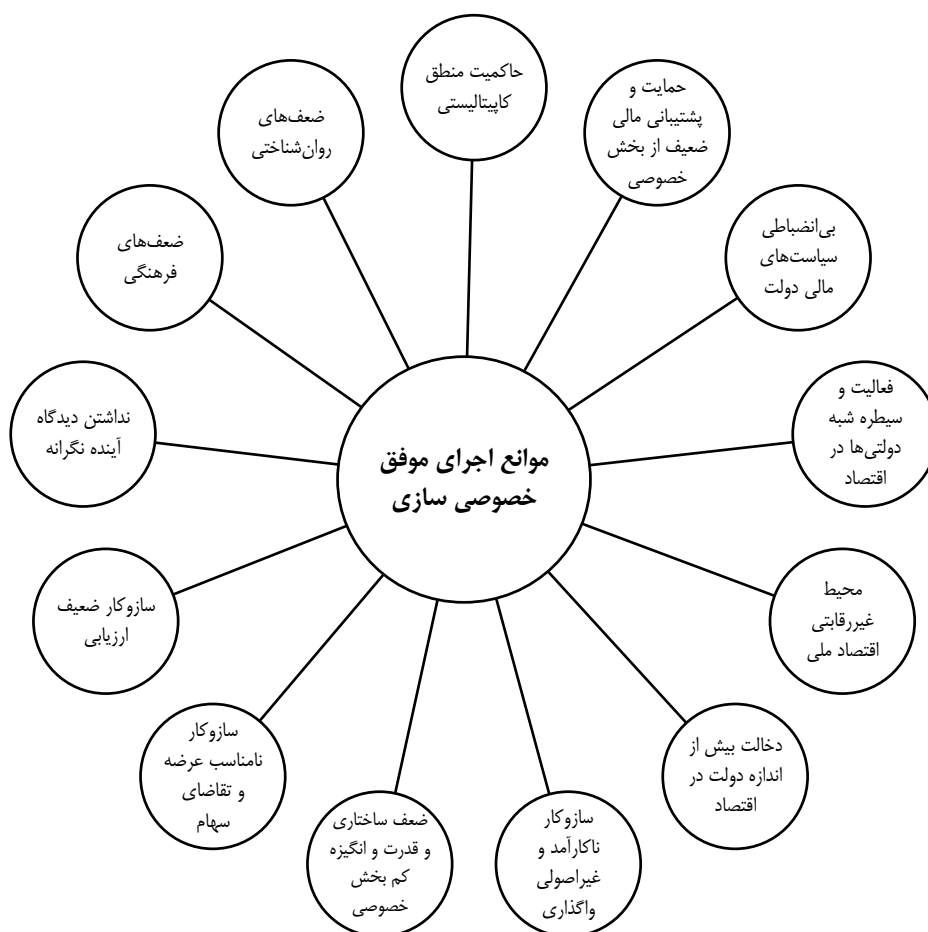 موانع اجرای موفق
خصوصی سازی
حاکمیت منطق
کاپیتالیستی
حمایت و
پشتیبانی مالی
ضعیف از بخش
خصوصی
بی‌انضباطی
سیاست‌های
مالی دولت
فعالیت و
سیطره شبه
دولتی‌ها در
اقتصاد
محیط
غیررقابتی
اقتصاد ملی
دخالت بیش از
اندازه دولت در
اقتصاد
سازوکار
ناکارآمد و
غیراصولی
واگذاری
ضعف ساختاری
و قدرت و انگیزه
کم بخش
خصوصی
سازوکار
نامناسب عرضه
و تقاضای
سهام
سازوکار ضعیف
ارزیابی
نداشتن دیدگاه
آینده نگرانه
ضعف‌های
فرهنگی
ضعف‌های
روان‌شناختی